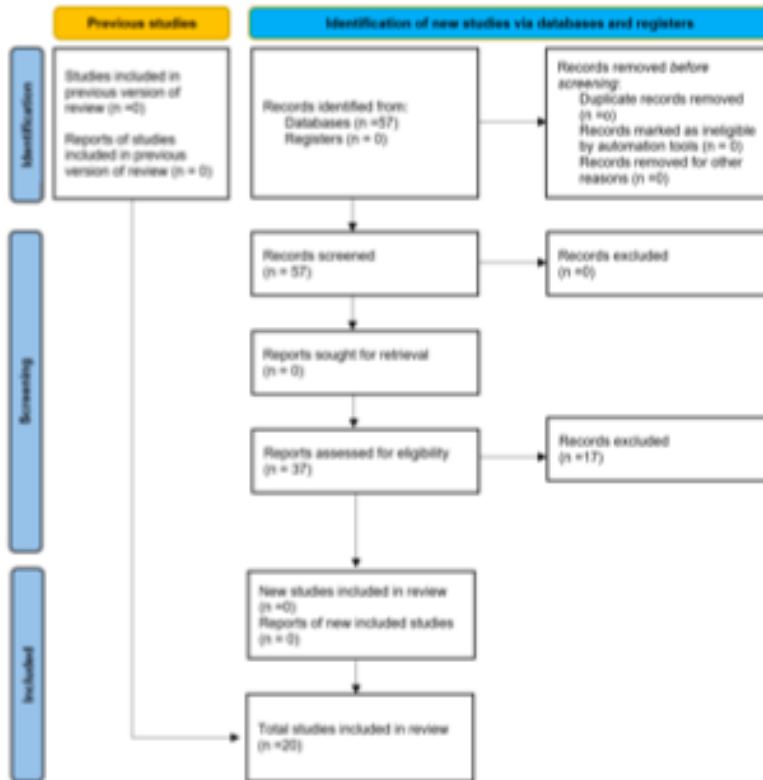 Previous studies
Identification of new studies via databases and registers
Identification
Studies included in
previous version of
review (n =0)
Reports of studies
included in previous
version of review (n = 0)
Records identified from:
Databases (n =57)
Registers (n = 0)
Records removed before
screening:
Duplicate records removed
(n =o)
Records marked as ineligible
by automation tools (n = 0)
Records removed for other
reasons (n =0)
Screening
Records screened
(n = 57)
Records excluded
(n =0)
Reports sought for retrieval
(n = 0)
Reports assessed for eligibility
(n = 37)
Records excluded
(n =17)
Included
New studies included in review
(n =0)
Reports of new included studies
(n = 0)
Total studies included in review
(n =20)